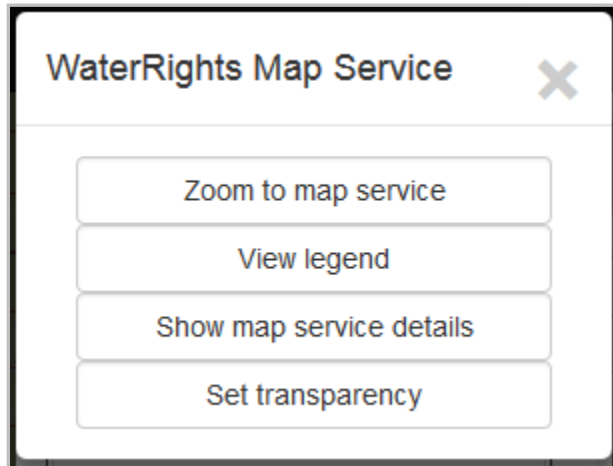 WaterRights Map Service
Zoom to map service
View legend
Show map service details
Set transparency